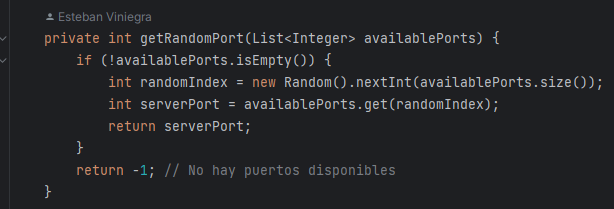 Esteban Viniegra
private int getRandomPort(List<Integer> availablePorts) {
if (!availablePorts.isEmpty()) {
int randomIndex = new Random().nextInt(availablePorts.size());
int serverPort = availablePorts.get(randomIndex);
return serverPort;
}
return -1; // No hay puertos disponibles
}